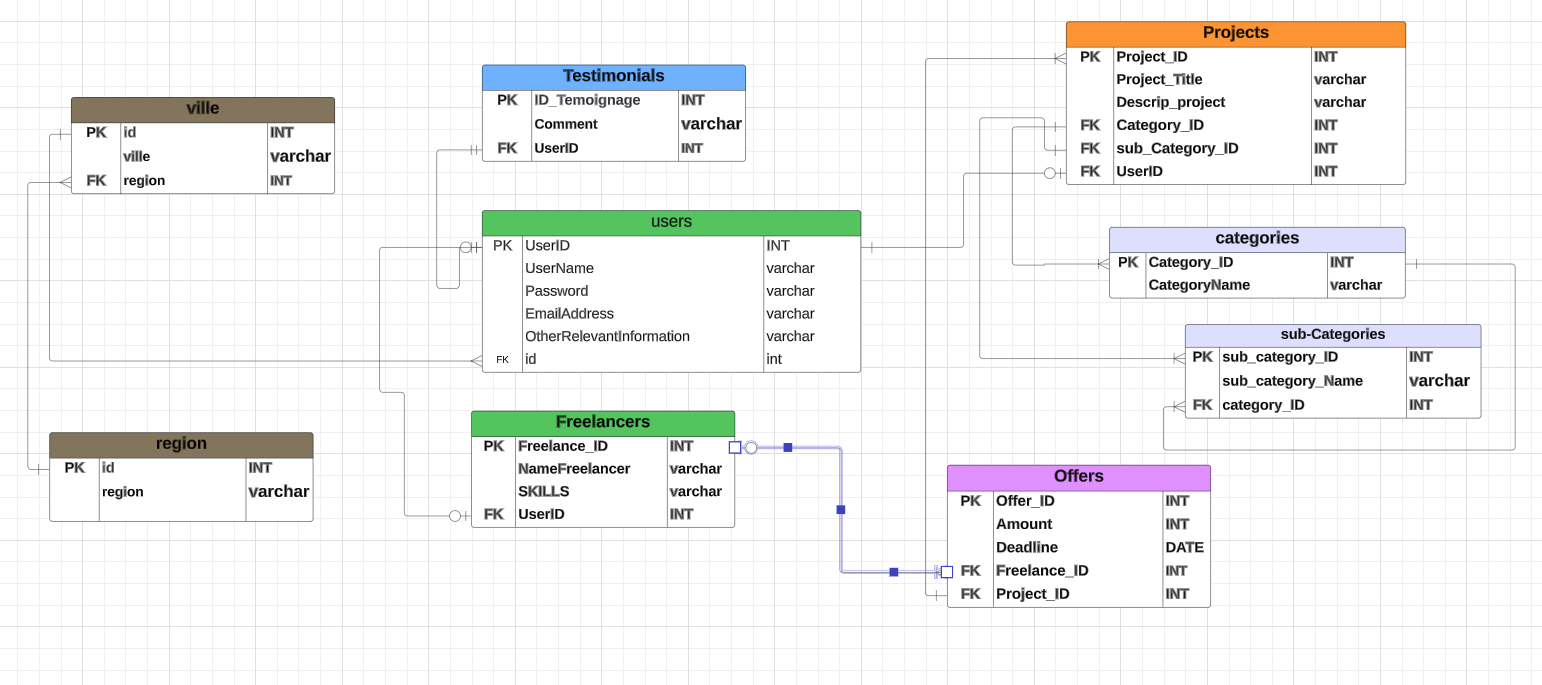 Projects
PK Project_ID INT
Project_Title varchar
Descrip_project varchar
FK Category_ID INT
FK sub_Category_ID INT
FK UserID INT
Testimonials
PK ID_Temoignage INT
Comment varchar
FK UserID INT
ville
PK id INT
ville varchar
FK region INT
users
PK UserID INT
UserName varchar
Password varchar
EmailAddress varchar
OtherRelevantInformation varchar
FK id int
categories
PK Category_ID INT
CategoryName varchar
sub-Categories
PK sub_category_ID INT
sub_category_Name varchar
FK category_ID INT
Freelancers
PK Freelance_ID INT
NameFreelancer varchar
SKILLS varchar
FK UserID INT
region
PK id INT
region varchar
Offers
PK Offer_ID INT
Amount INT
Deadline DATE
FK Freelance_ID INT
FK Project_ID INT